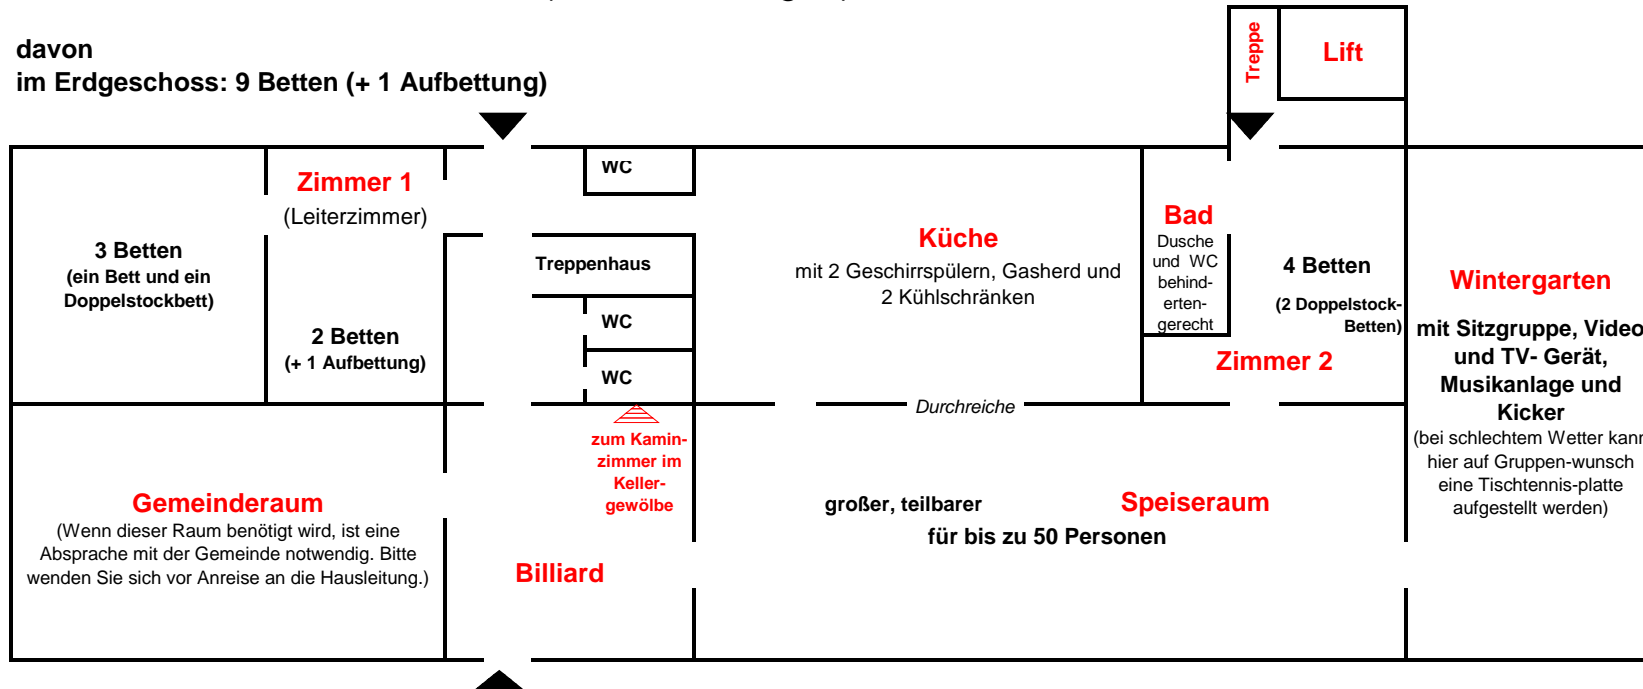 davon
im Erdgeschoss: 9 Betten (+ 1 Aufbettung)
Treppe
Lift
Zimmer 1
(Leiterzimmer)
3 Betten
(ein Bett und ein
Doppelstockbett)
2 Betten
(+ 1 Aufbettung)
WC
Treppenhaus
WC
WC
zum Kamin-
zimmer im
Keller-
gewölbe
Küche
mit 2 Geschirrspülern, Gasherd und
2 Kühlschränken
Bad
Dusche
und WC
behind-
erten-
gerecht
4 Betten
(2 Doppelstock-
Betten)
Zimmer 2
Wintergarten
mit Sitzgruppe, Video
und TV- Gerät,
Musikanlage und
Kicker
(bei schlechtem Wetter kann
hier auf Gruppen-wunsch
eine Tischtennis-platte
aufgestellt werden)
Durchreiche
Gemeinderaum
(Wenn dieser Raum benötigt wird, ist eine
Absprache mit der Gemeinde notwendig. Bitte
wenden Sie sich vor Anreise an die Hausleitung.)
Billiard
großer, teilbarer Speiseraum
für bis zu 50 Personen